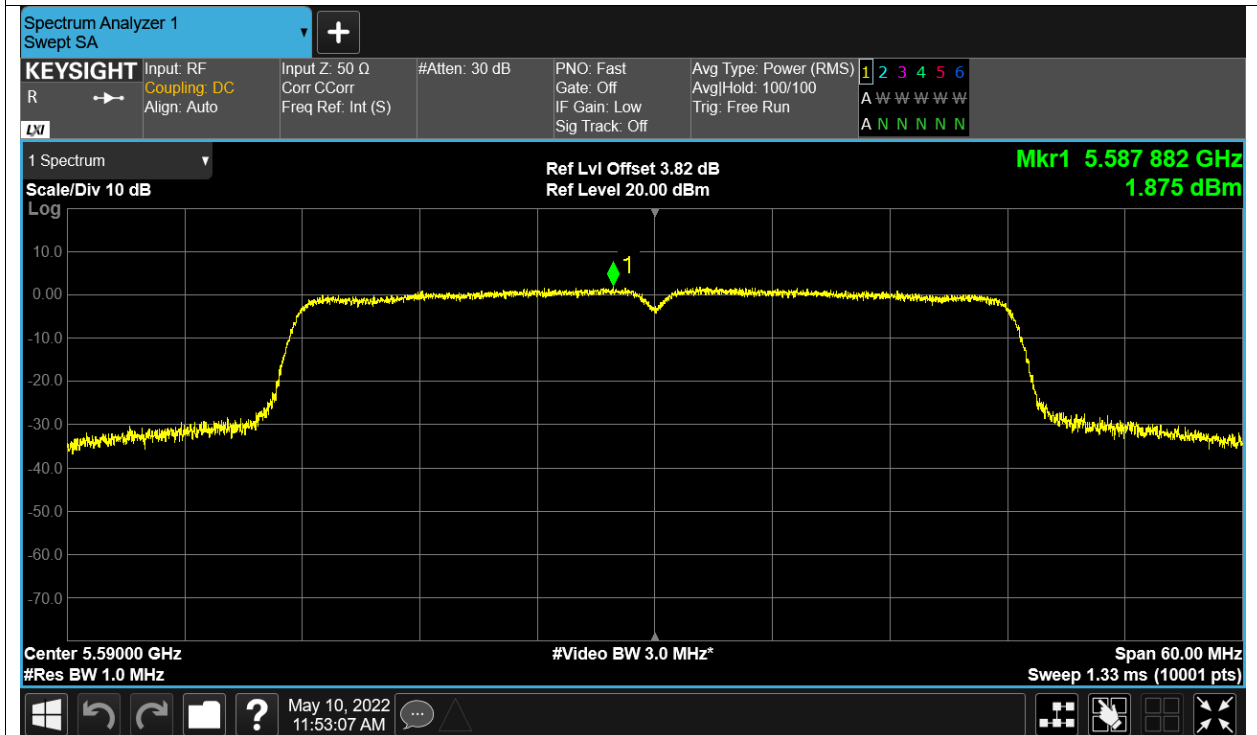 Spectrum Analyzer 1
Swept SA
+
KEYSIGHT
R
LXI
Input: RF
Coupling: DC
Align: Auto
Input Z: 50 Ω
Corr CCorr
Freq Ref: Int (S)
#Atten: 30 dB
PNO: Fast
Gate: Off
IF Gain: Low
Sig Track: Off
Avg Type: Power (RMS)
Avg|Hold: 100/100
Trig: Free Run
1 2 3 4 5 6
A W W W W W
A N N N N N
1 Spectrum
Scale/Div 10 dB
Log
Ref Lvl Offset 3.82 dB
Ref Level 20.00 dBm
Mkr1 5.587 882 GHz
1.875 dBm
10.0
0.00
-10.0
-20.0
-30.0
-40.0
-50.0
-60.0
-70.0
1
Center 5.59000 GHz
#Res BW 1.0 MHz
#Video BW 3.0 MHz*
Span 60.00 MHz
Sweep 1.33 ms (10001 pts)
?
May 10, 2022
11:53:07 AM